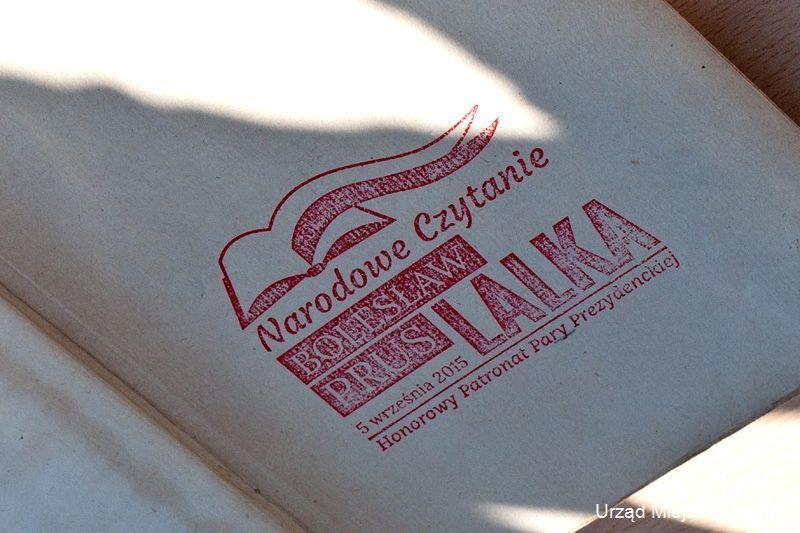 Narodowe Czytanie
BOLESŁAW
PRUS LALKA
5 września 2015
Honorowy Patronat Pary Prezydenckiej
Urząd